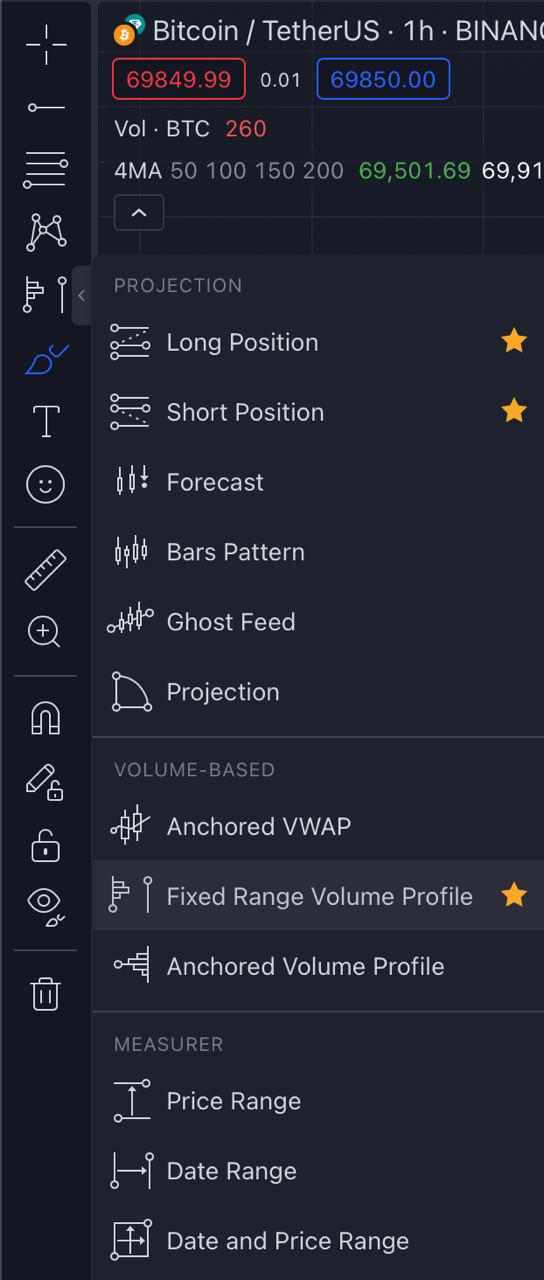 Bitcoin / TetherUS · 1h · BINANC
69849.99 0.01 69850.00
Vol · BTC 260
4MA 50 100 150 200 69,501.69 69,91
PROJECTION
Long Position
Short Position
Forecast
Bars Pattern
Ghost Feed
Projection
VOLUME-BASED
Anchored VWAP
Fixed Range Volume Profile
Anchored Volume Profile
MEASURER
Price Range
Date Range
Date and Price Range